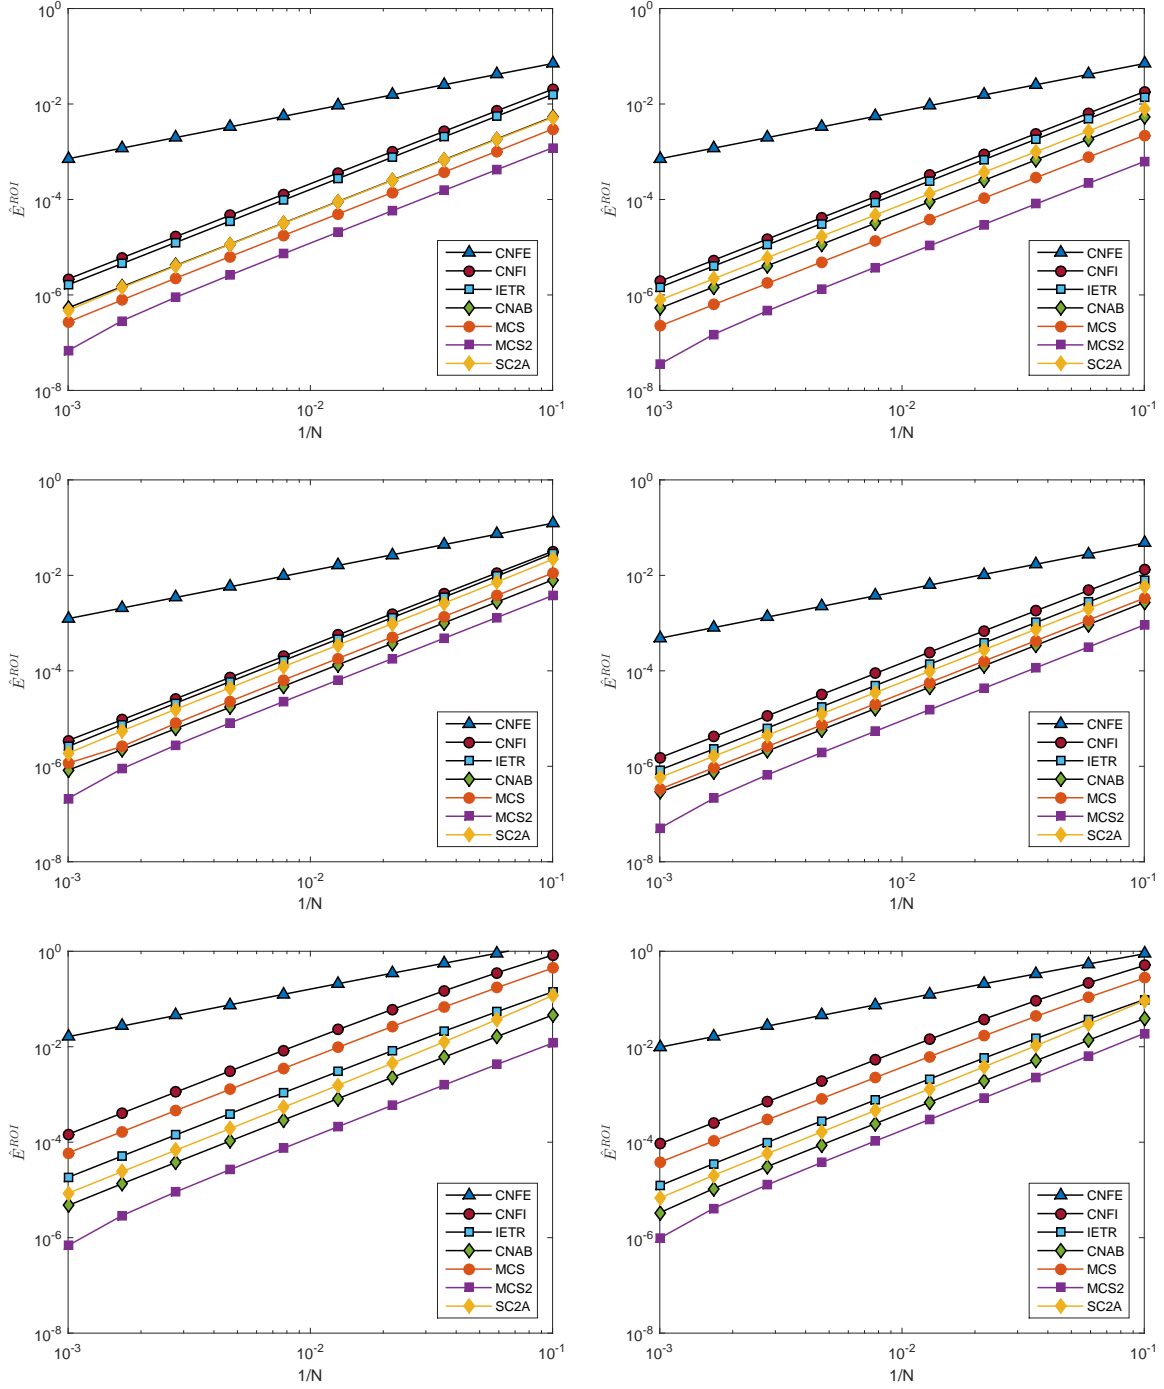 10^0
10^-2
10^-4
10^-6
10^-8
Ê^ROI
CNFE
CNFI
IETR
CNAB
MCS
MCS2
SC2A
10^-3
10^-2
10^-1
1/N
10^0
10^-2
10^-4
10^-6
10^-8
Ê^ROI
CNFE
CNFI
IETR
CNAB
MCS
MCS2
SC2A
10^-3
10^-2
10^-1
1/N
10^0
10^-2
10^-4
10^-6
10^-8
Ê^ROI
CNFE
CNFI
IETR
CNAB
MCS
MCS2
SC2A
10^-3
10^-2
10^-1
1/N
10^0
10^-2
10^-4
10^-6
10^-8
Ê^ROI
CNFE
CNFI
IETR
CNAB
MCS
MCS2
SC2A
10^-3
10^-2
10^-1
1/N
10^0
10^-2
10^-4
10^-6
10^-8
Ê^ROI
CNFE
CNFI
IETR
CNAB
MCS
MCS2
SC2A
10^-3
10^-2
10^-1
1/N
10^0
10^-2
10^-4
10^-6
10^-8
Ê^ROI
CNFE
CNFI
IETR
CNAB
MCS
MCS2
SC2A
10^-3
10^-2
10^-1
1/N